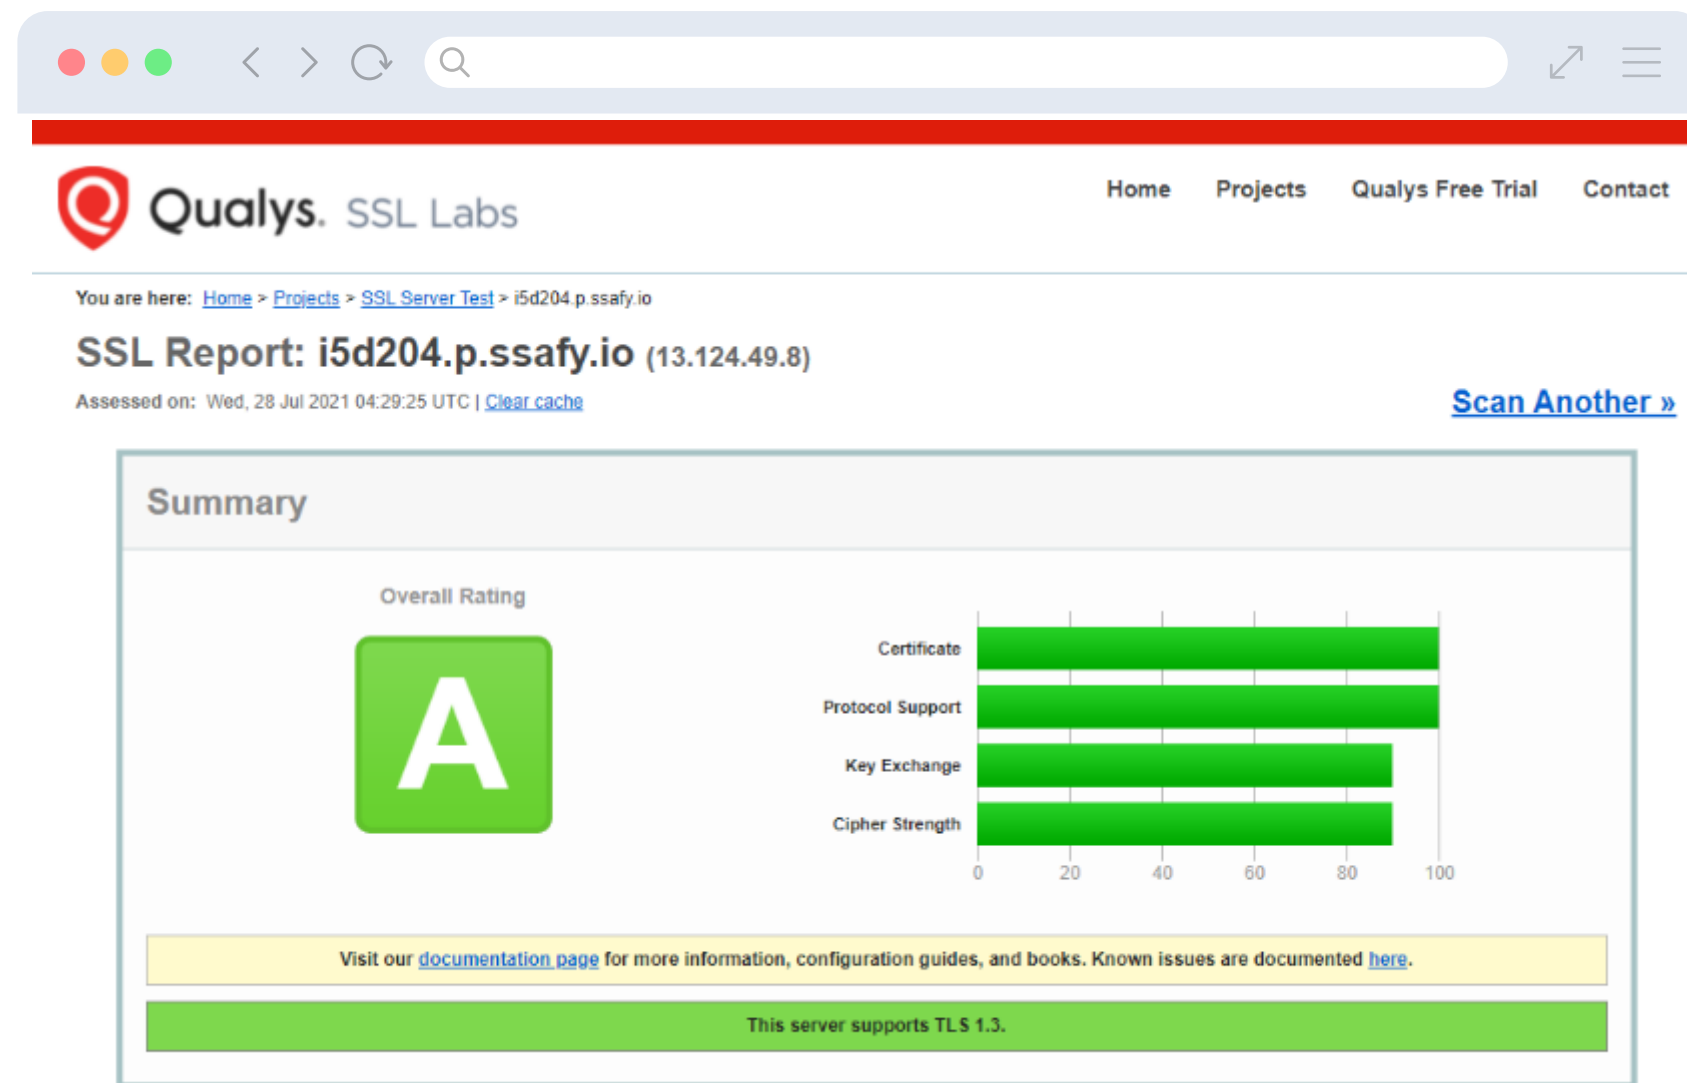 Qualys. SSL Labs
Home Projects Qualys Free Trial Contact
You are here: Home > Projects > SSL Server Test > i5d204.p.ssafy.io
SSL Report: i5d204.p.ssafy.io (13.124.49.8)
Assessed on: Wed, 28 Jul 2021 04:29:25 UTC | Clear cache
Scan Another »
Summary
Overall Rating
A
Certificate
Protocol Support
Key Exchange
Cipher Strength
0 20 40 60 80 100
Visit our documentation page for more information, configuration guides, and books. Known issues are documented here.
This server supports TLS 1.3.